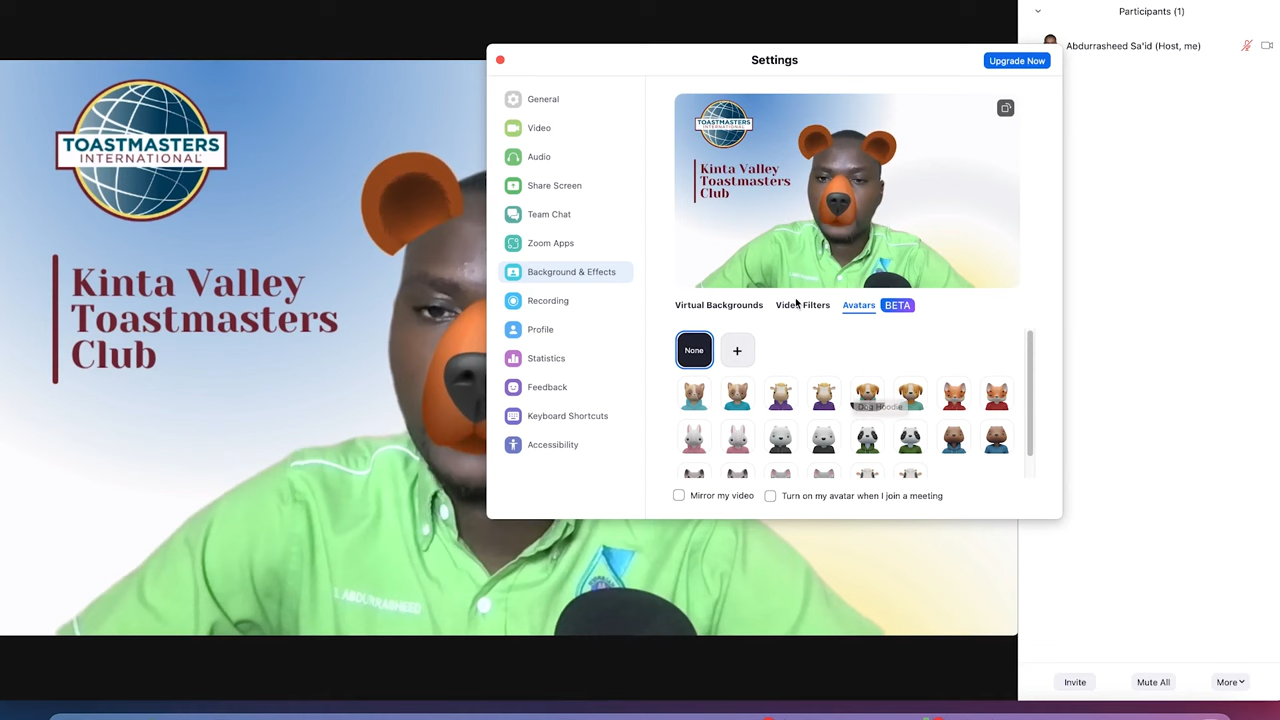 Participants (1)
Abdurrasheed Sa'id (Host, me)
Settings
Upgrade Now
TOASTMASTERS
INTERNATIONAL
Kinta Valley
Toastmasters
Club
General
Video
Audio
Share Screen
Team Chat
Zoom Apps
Background & Effects
Recording
Profile
Statistics
Feedback
Keyboard Shortcuts
Accessibility
TOASTMASTERS
INTERNATIONAL
Kinta Valley
Toastmasters
Club
Virtual Backgrounds Video Filters Avatars BETA
None +
Dog Hoodie
Mirror my video Turn on my avatar when I join a meeting
ABDURRASHEED
Invite Mute All More